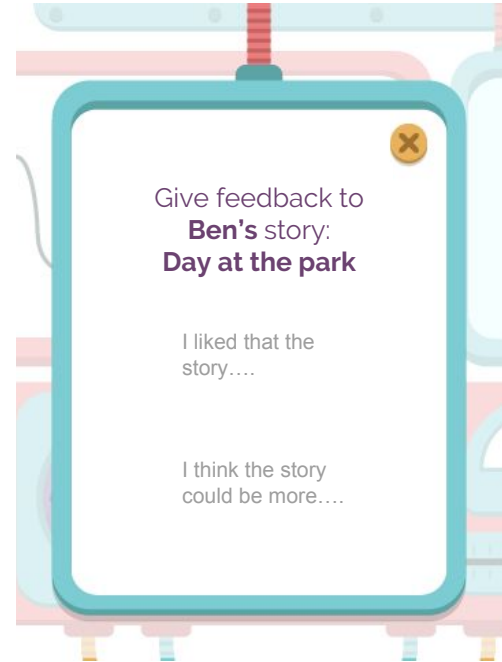 Give feedback to
Ben's story:
Day at the park
I liked that the
story....
I think the story
could be more....